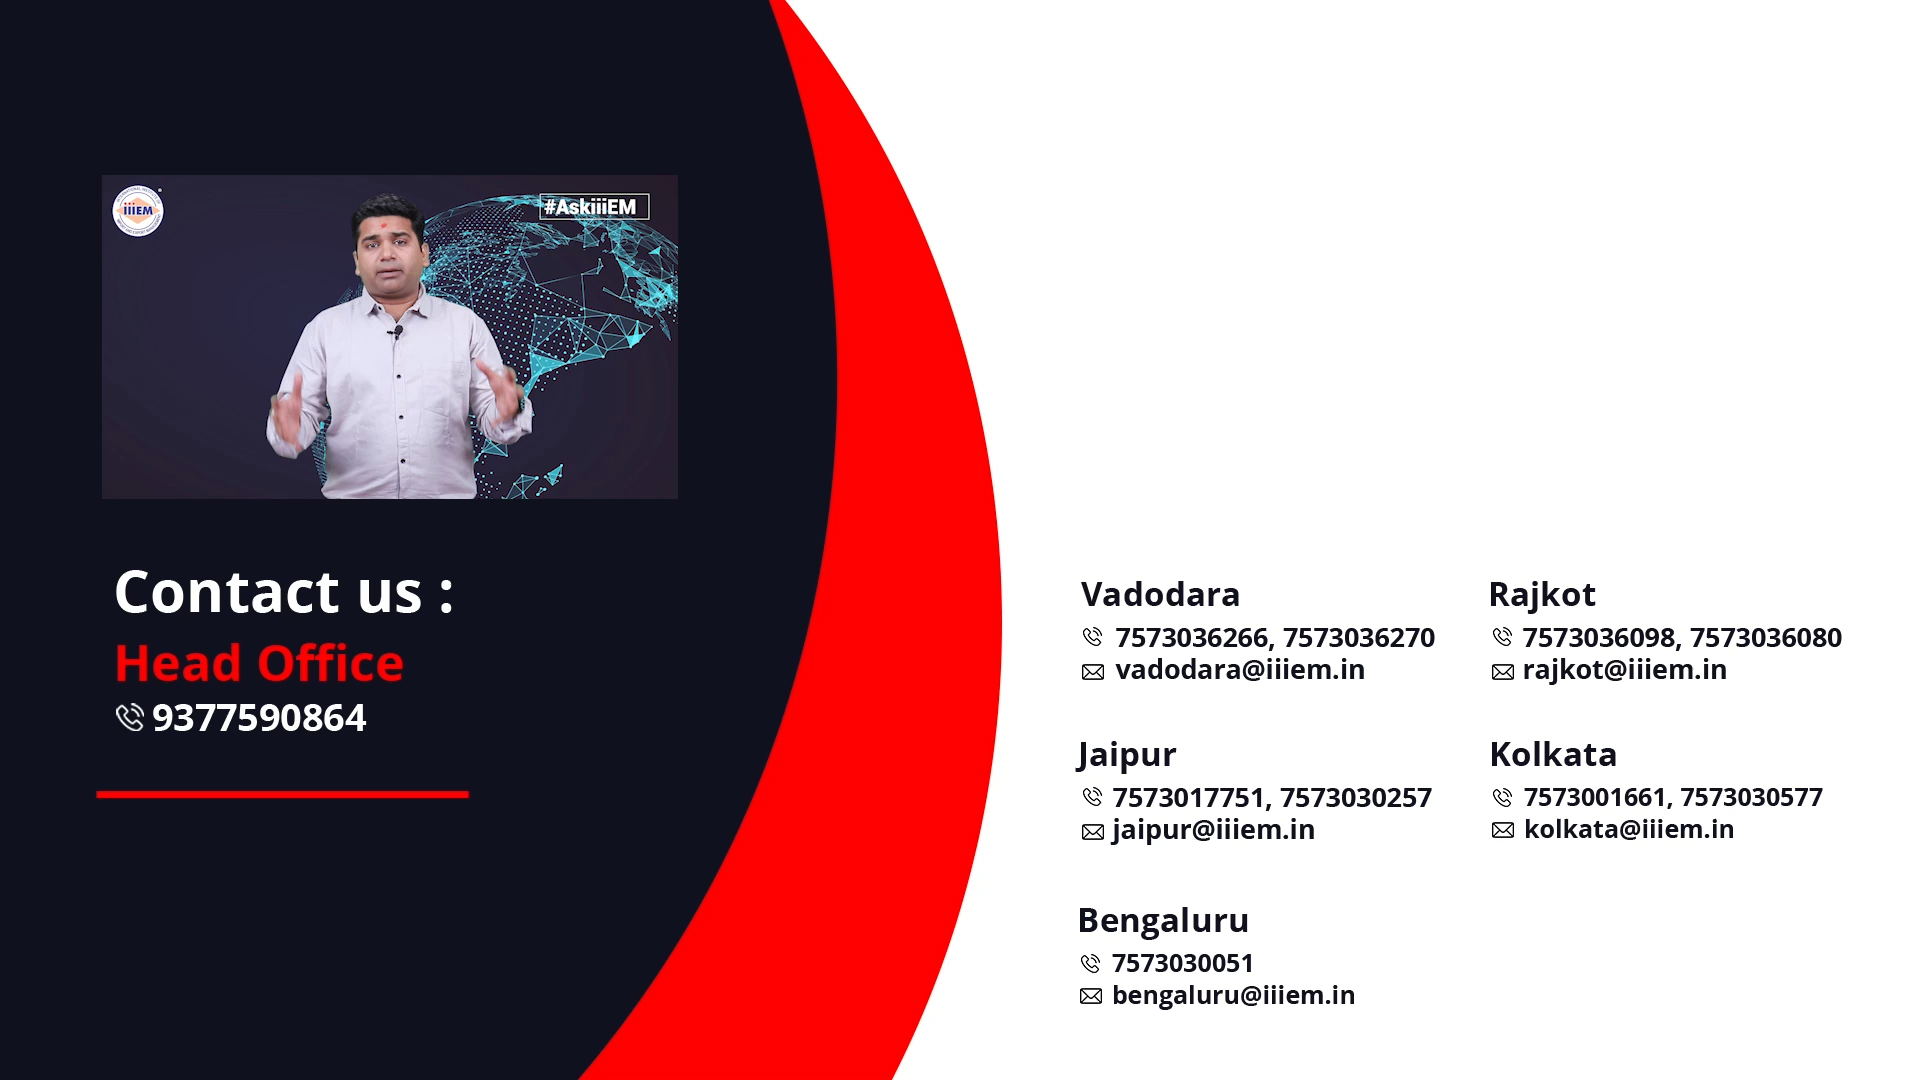 iiiEM
#AskiiiEM
Contact us :
Head Office
9377590864
Vadodara
7573036266, 7573036270
vadodara@iiiem.in
Rajkot
7573036098, 7573036080
rajkot@iiiem.in
Jaipur
7573017751, 7573030257
jaipur@iiiem.in
Kolkata
7573001661, 7573030577
kolkata@iiiem.in
Bengaluru
7573030051
bengaluru@iiiem.in